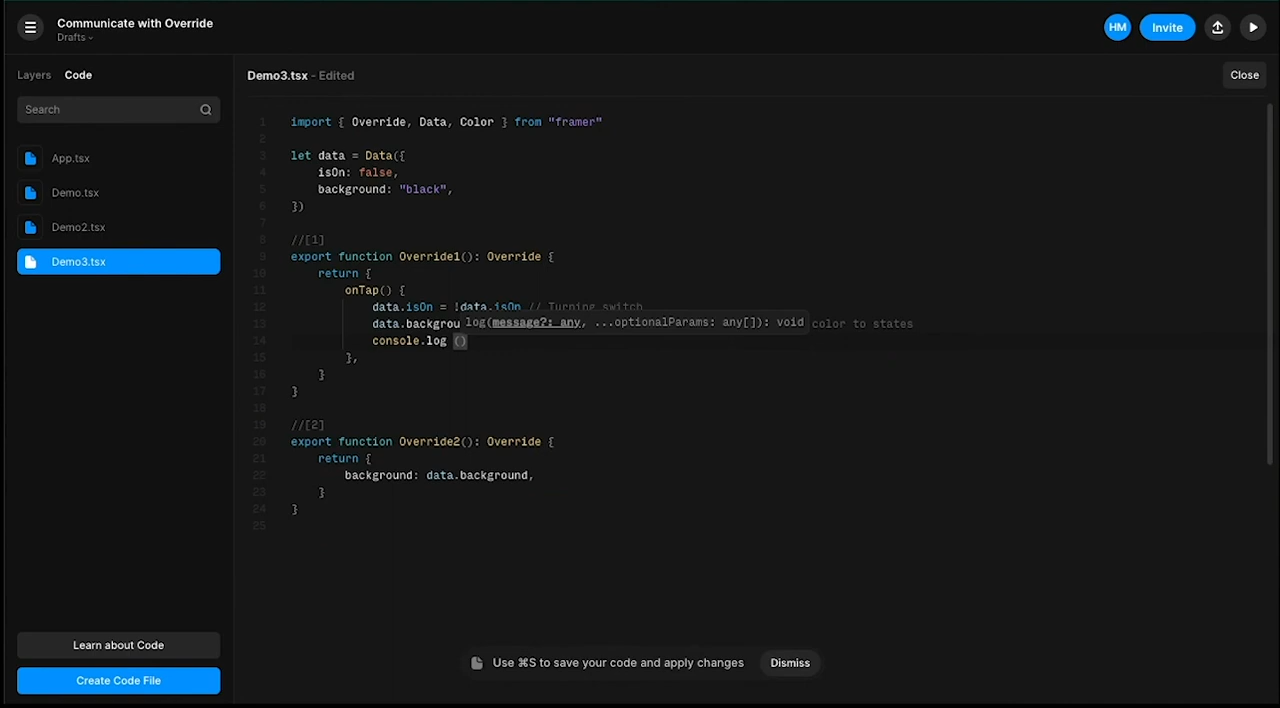 Communicate with Override
Drafts
HM
Invite
Layers Code
Search
App.tsx
Demo.tsx
Demo2.tsx
Demo3.tsx
Learn about Code
Create Code File
Demo3.tsx - Edited
Close
1 import { Override, Data, Color } from "framer"
2
3 let data = Data({
4 isOn: false,
5 background: "black",
6 })
7
8 //[1]
9 export function Override1(): Override {
10 return {
11 onTap() {
12 data.isOn = !data.isOn // Turning switch
log(message?: any, ...optionalParams: any[]): void
13 data.backgrou color to states
14 console.log ()
15 },
16 }
17 }
18
19 //[2]
20 export function Override2(): Override {
21 return {
22 background: data.background,
23 }
24 }
25
Use ⌘S to save your code and apply changes
Dismiss